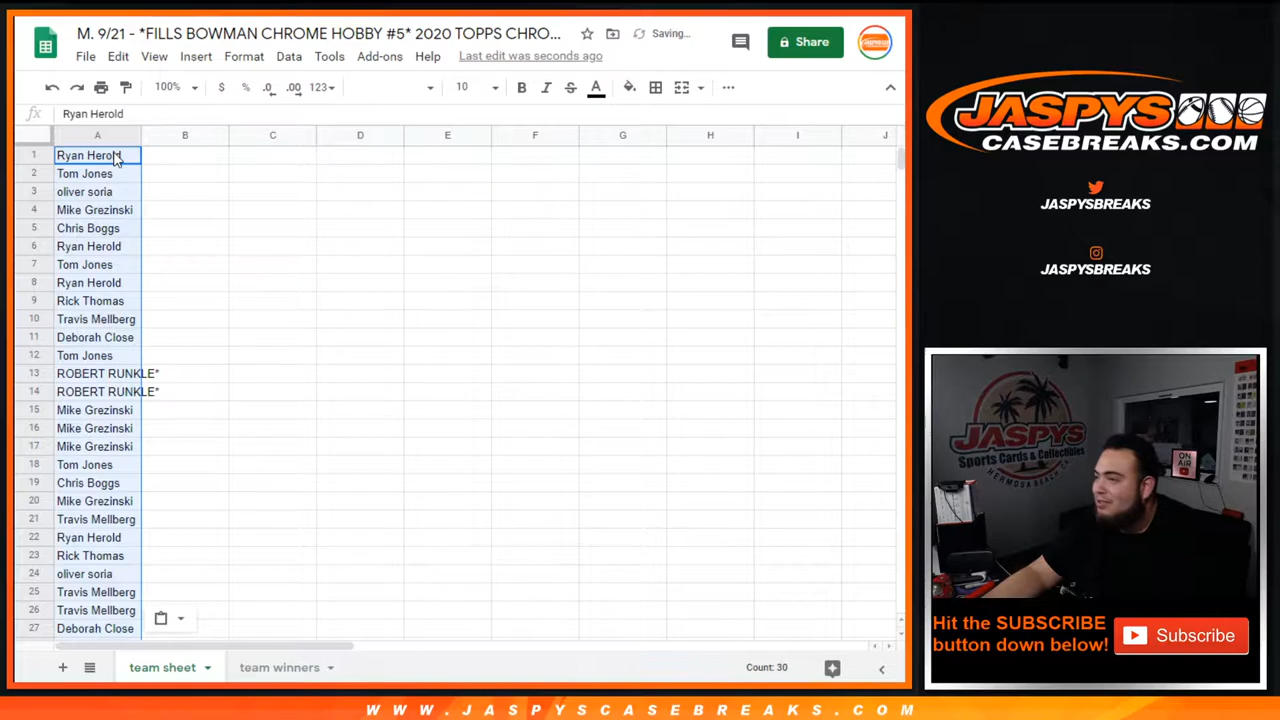 M. 9/21 - *FILLS BOWMAN CHROME HOBBY #5* 2020 TOPPS CHRO...
Saving...
Share
File Edit View Insert Format Data Tools Add-ons Help Last edit was seconds ago
100% $ % .0 .00 123 10 B I S A
fx Ryan Herold
A B C D E F G H I J
1 Ryan Herold
2 Tom Jones
3 oliver soria
4 Mike Grezinski
5 Chris Boggs
6 Ryan Herold
7 Tom Jones
8 Ryan Herold
9 Rick Thomas
10 Travis Mellberg
11 Deborah Close
12 Tom Jones
13 ROBERT RUNKLE*
14 ROBERT RUNKLE*
15 Mike Grezinski
16 Mike Grezinski
17 Mike Grezinski
18 Tom Jones
19 Chris Boggs
20 Mike Grezinski
21 Travis Mellberg
22 Ryan Herold
23 Rick Thomas
24 oliver soria
25 Travis Mellberg
26 Travis Mellberg
27 Deborah Close
team sheet team winners Count: 30
JASPYS
CASEBREAKS.COM
JASPYSBREAKS
JASPYSBREAKS
JASPYS
Sports Cards & Collectibles
HERMOSA BEACH, CA
ON AIR
Hit the SUBSCRIBE
button down below!
Subscribe
WWW.JASPYSCASEBREAKS.COM